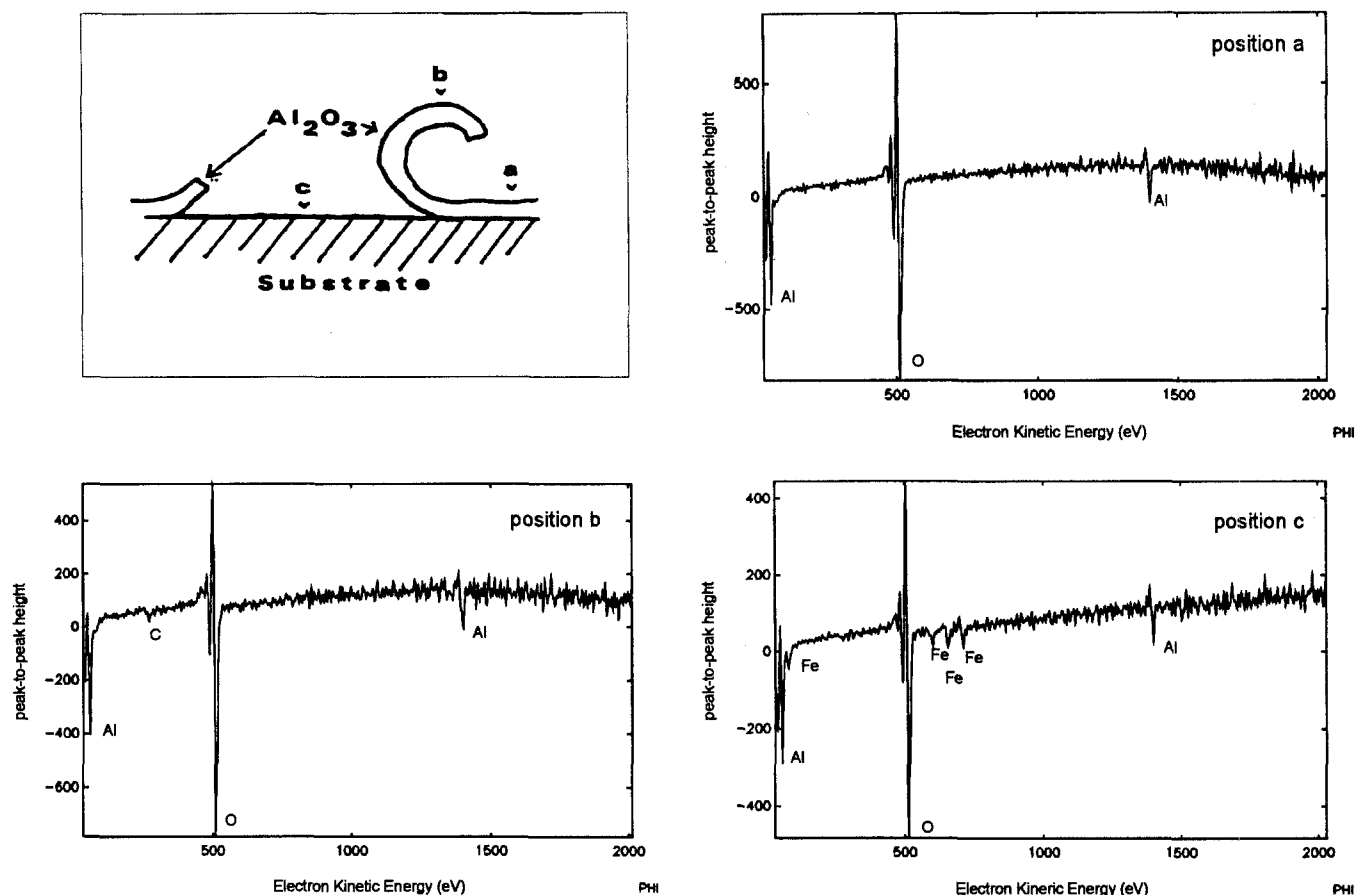 b
Al₂O₃
a
c
Substrate
position a
peak-to-peak height
500
0
−500
Al
O
Al
500
1000
1500
2000
Electron Kinetic Energy (eV)
PHI
position b
peak-to-peak height
400
200
0
−200
−400
−600
C
Al
Al
O
500
1000
1500
2000
Electron Kinetic Energy (eV)
PHI
position c
peak-to-peak height
400
200
0
−200
−400
Fe
Fe
Fe
Fe
Al
Al
O
500
1000
1500
2000
Electron Kineric Energy (eV)
PHI